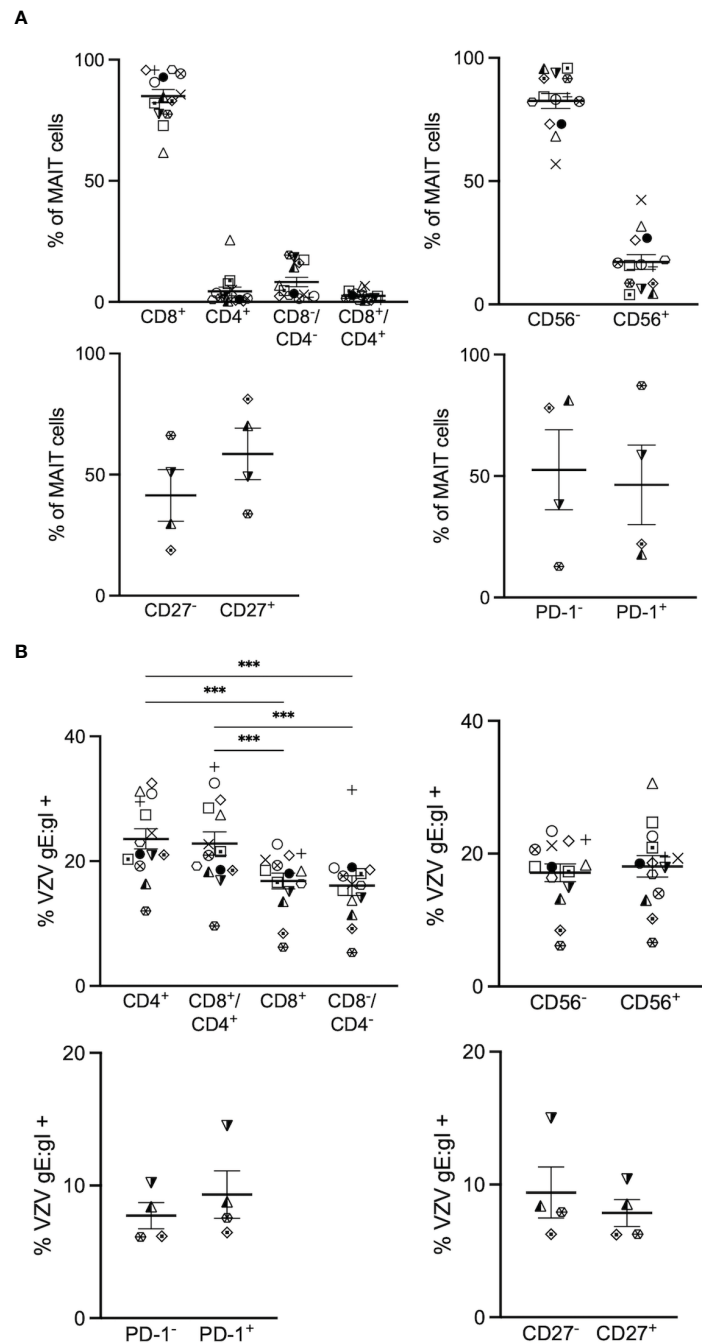 A
% of MAIT cells
100
50
0
CD8⁺
CD4⁺
CD8⁻/
CD4⁻
CD8⁺/
CD4⁺
% of MAIT cells
100
50
0
CD56⁻
CD56⁺
% of MAIT cells
100
50
0
CD27⁻
CD27⁺
% of MAIT cells
100
50
0
PD-1⁻
PD-1⁺
B
***
***
***
***
% VZV gE:gI +
40
20
0
CD4⁺
CD8⁺/
CD4⁺
CD8⁺
CD8⁻/
CD4⁻
% VZV gE:gI +
40
20
0
CD56⁻
CD56⁺
% VZV gE:gI +
20
10
0
PD-1⁻
PD-1⁺
% VZV gE:gI +
20
10
0
CD27⁻
CD27⁺